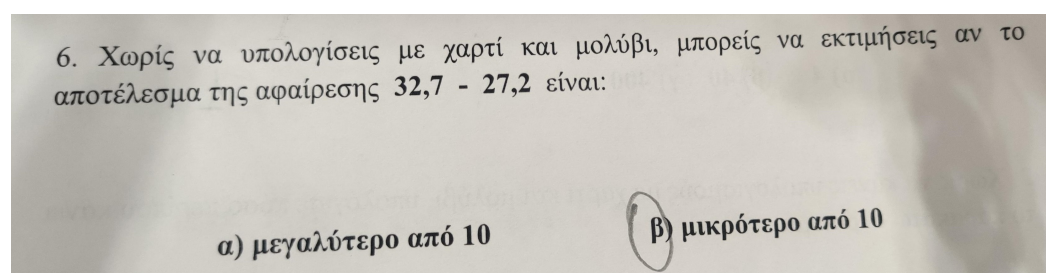 6. Χωρίς να υπολογίσεις με χαρτί και μολύβι, μπορείς να εκτιμήσεις αν το
αποτέλεσμα της αφαίρεσης 32,7 - 27,2 είναι:
α) μεγαλύτερο από 10 β) μικρότερο από 10